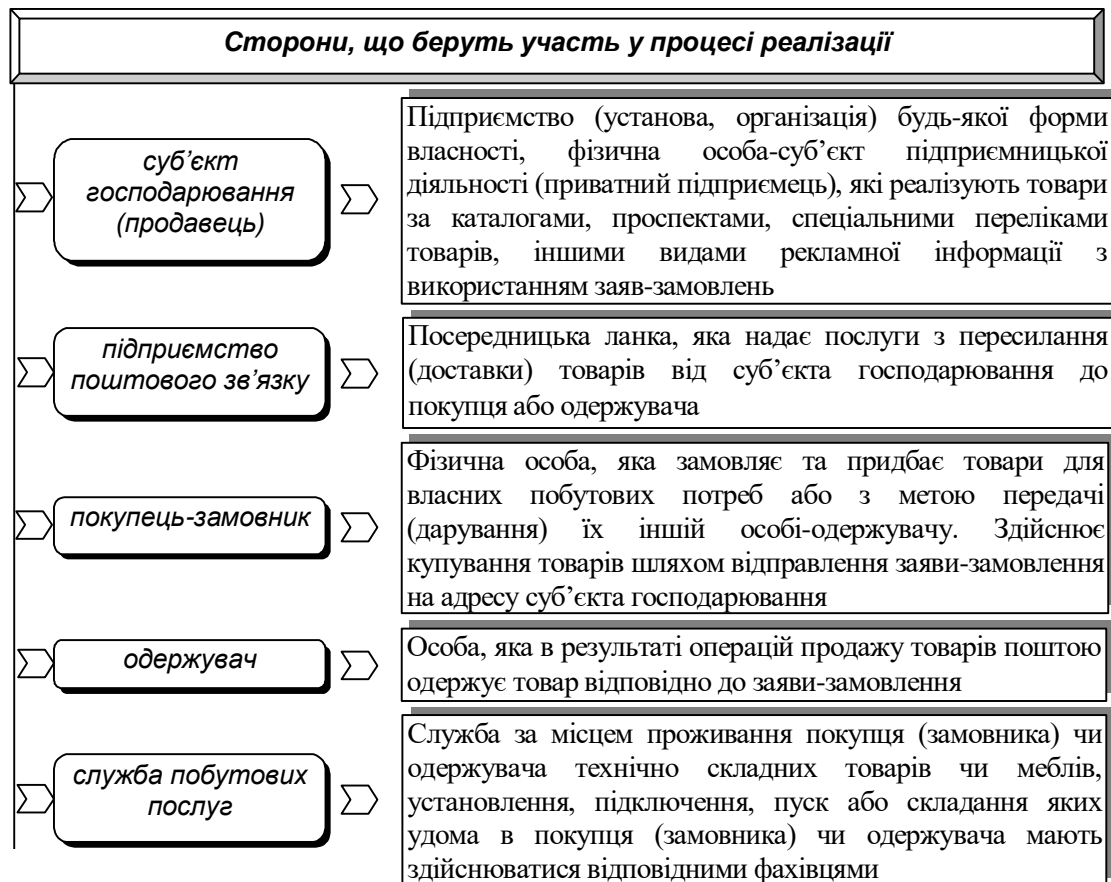 Сторони, що беруть участь у процесі реалізації
суб’єкт
господарювання
(продавець)
Підприємство (установа, організація) будь-якої форми
власності, фізична особа-суб’єкт підприємницької
діяльності (приватний підприємець), які реалізують товари
за каталогами, проспектами, спеціальними переліками
товарів, іншими видами рекламної інформації з
використанням заяв-замовлень
підприємство
поштового зв’язку
Посередницька ланка, яка надає послуги з пересилання
(доставки) товарів від суб’єкта господарювання до
покупця або одержувача
покупець-замовник
Фізична особа, яка замовляє та придбає товари для
власних побутових потреб або з метою передачі
(дарування) їх іншій особі-одержувачу. Здійснює
купування товарів шляхом відправлення заяви-замовлення
на адресу суб’єкта господарювання
одержувач
Особа, яка в результаті операцій продажу товарів поштою
одержує товар відповідно до заяви-замовлення
служба побутових
послуг
Служба за місцем проживання покупця (замовника) чи
одержувача технічно складних товарів чи меблів,
установлення, підключення, пуск або складання яких
удома в покупця (замовника) чи одержувача мають
здійснюватися відповідними фахівцями